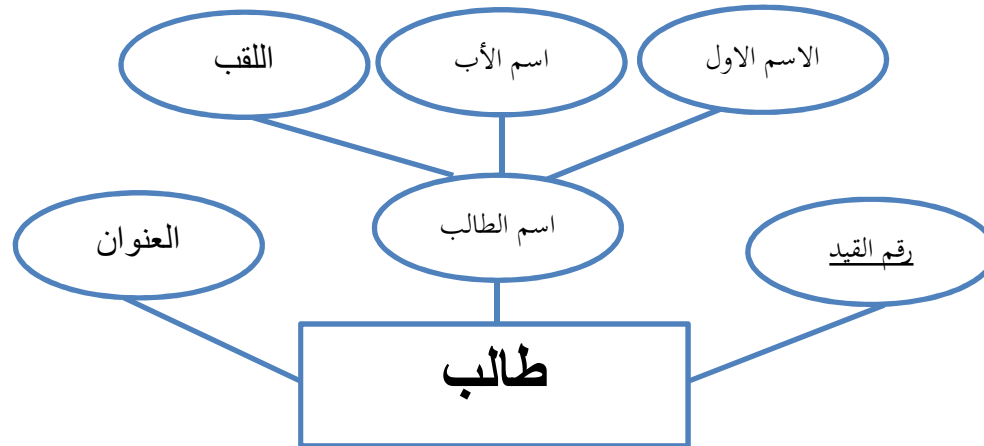 الاسم الاول
اسم الأب
اللقب
اسم الطالب
رقم القيد
العنوان
طالب